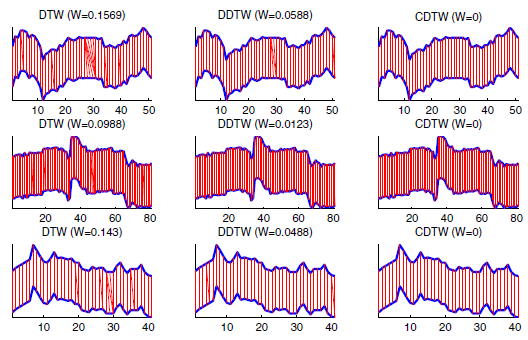 DTW (W=0.1569) DDTW (W=0.0588) CDTW (W=0)
10 20 30 40 50 10 20 30 40 50 10 20 30 40 50
DTW (W=0.0988) DDTW (W=0.0123) CDTW (W=0)
20 40 60 80 20 40 60 80 20 40 60 80
DTW (W=0.143) DDTW (W=0.0488) CDTW (W=0)
10 20 30 40 10 20 30 40 10 20 30 40